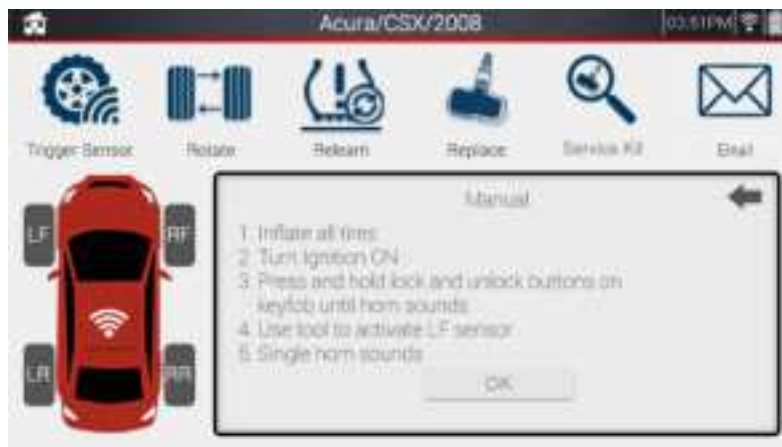 Acura/CSX/2008
03:51PM
Trigger Sensor
Rotate
Relearn
Replace
Service Kit
Email
LF
RF
LR
RR
Manual
1. Inflate all tires
2. Turn Ignition ON
3. Press and hold lock and unlock buttons on
keyfob until horn sounds
4. Use tool to activate LF sensor
5. Single horn sounds
OK